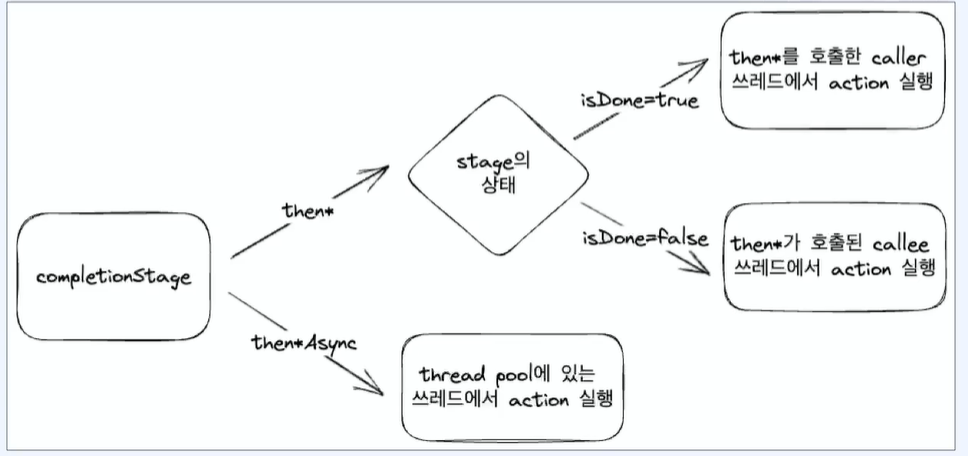 completionStage
then*
then*Async
stage의
상태
isDone=true
isDone=false
then*를 호출한 caller
쓰레드에서 action 실행
then*가 호출된 callee
쓰레드에서 action 실행
thread pool에 있는
쓰레드에서 action 실행